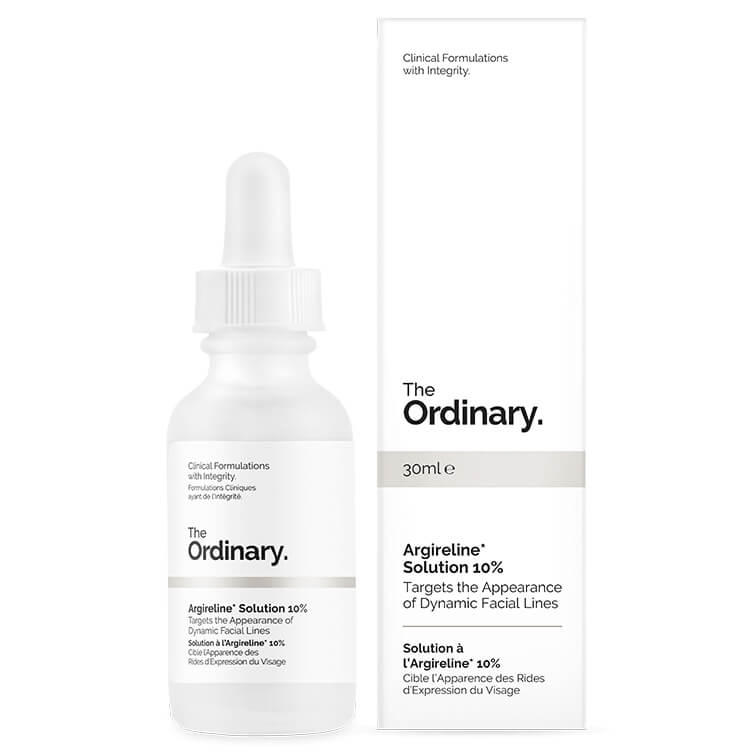 Clinical Formulations
with Integrity.
The
Ordinary.
30ml e
Argireline*
Solution 10%
Targets the Appearance
of Dynamic Facial Lines
Solution à
l'Argireline* 10%
Cible l'Apparence des Rides
d'Expression du Visage
Clinical Formulations
with Integrity.
Formulations Cliniques
ayant de l'intégrité.
The
Ordinary.
Argireline* Solution 10%
Targets the Appearance of
Dynamic Facial Lines
Solution à l'Argireline* 10%
Cible l'Apparence des
Rides d'Expression du Visage